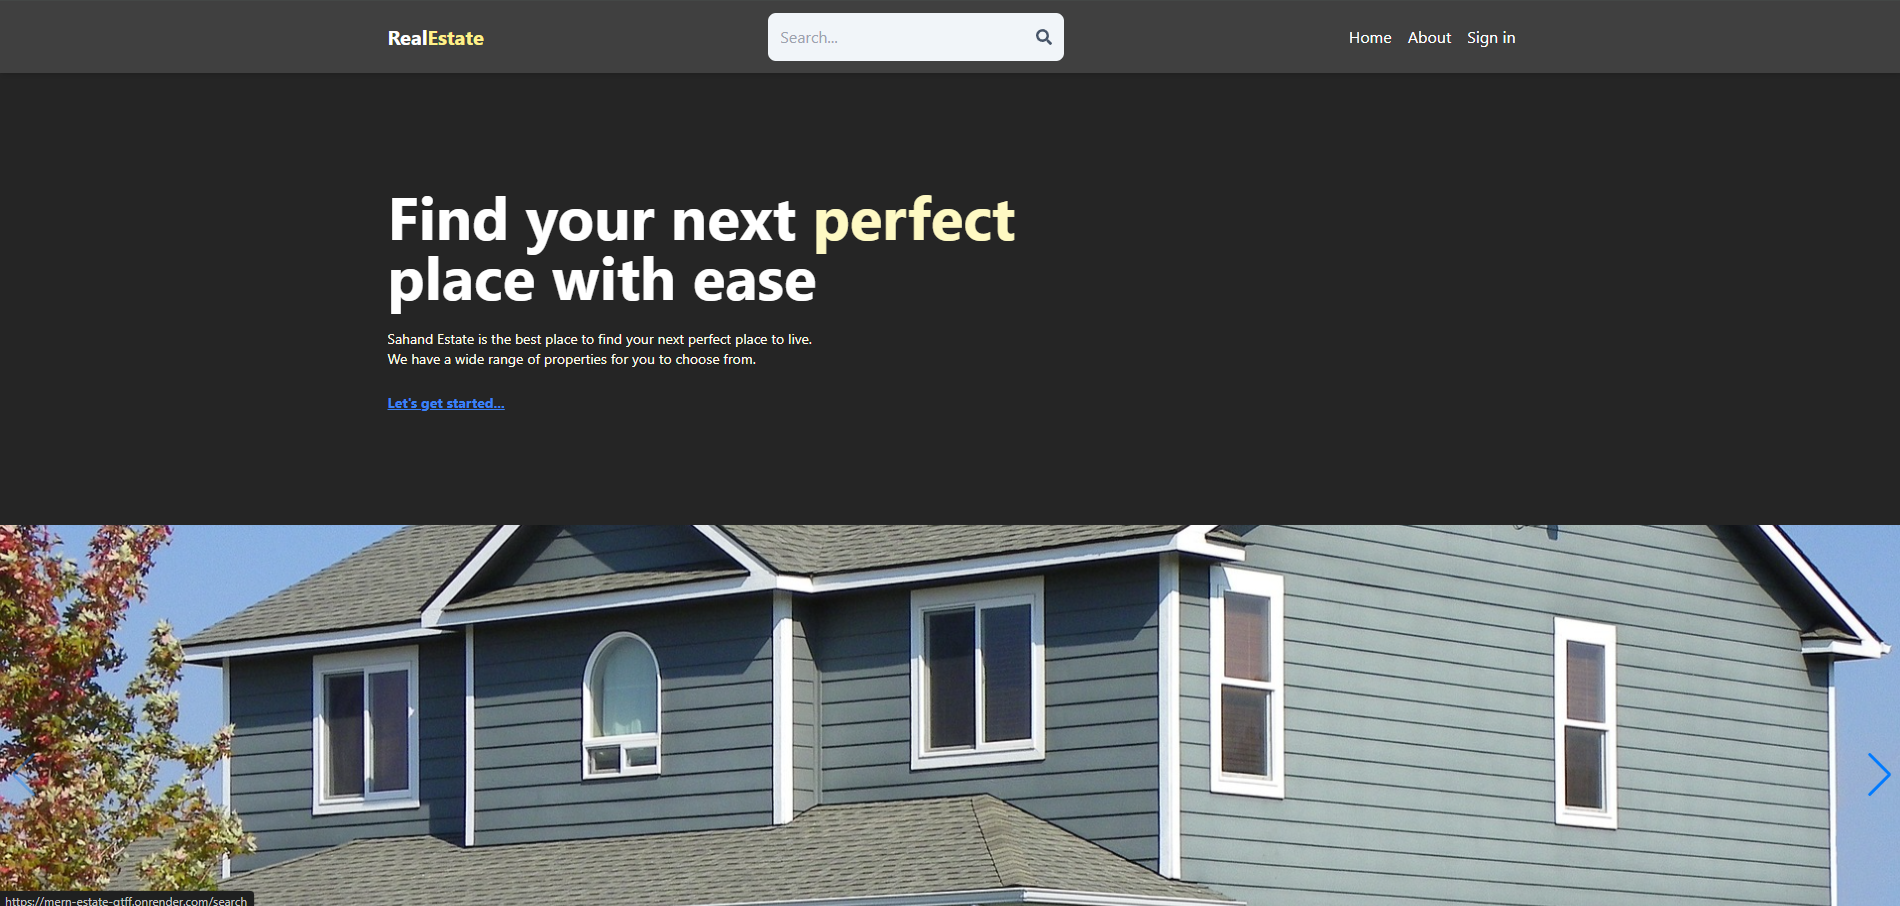 RealEstate
Search...
Home About Sign in
Find your next perfect
place with ease
Sahand Estate is the best place to find your next perfect place to live.
We have a wide range of properties for you to choose from.
Let's get started...
https://mern-estate-qtff.onrender.com/search